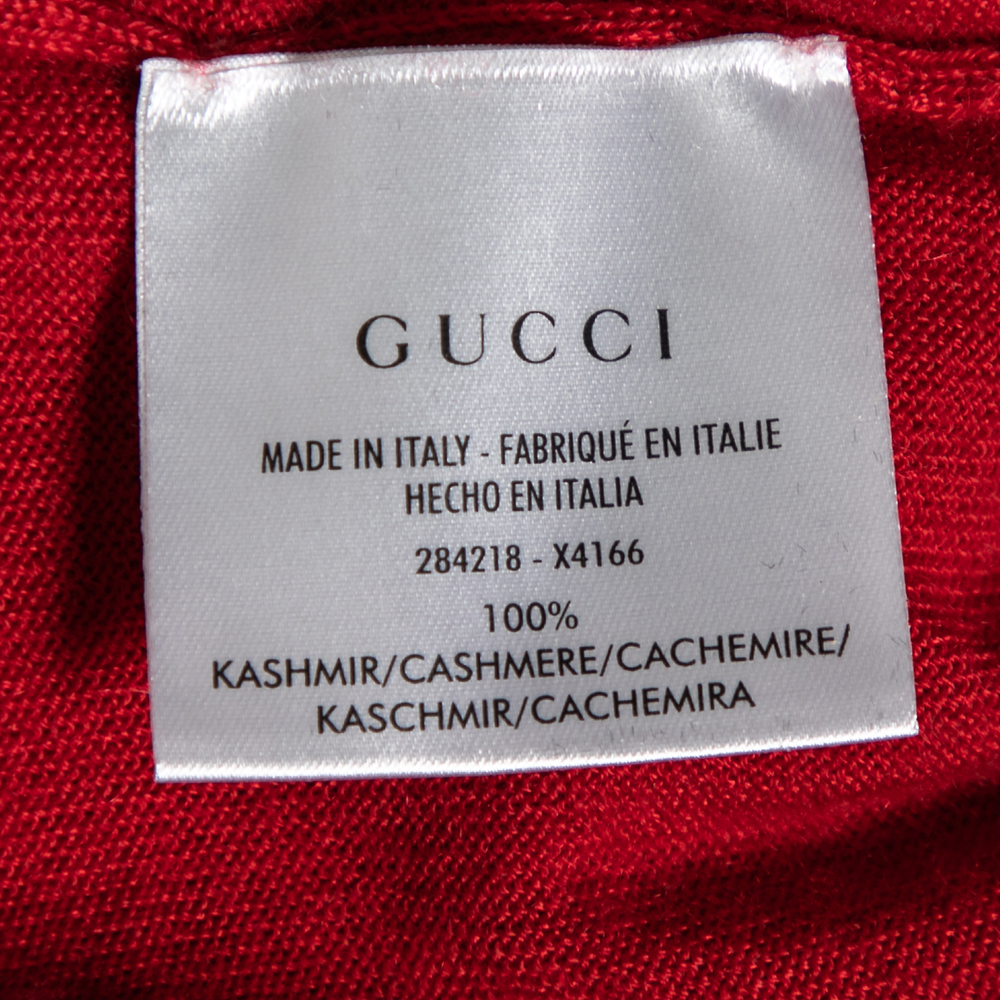 GUCCI
MADE IN ITALY - FABRIQUÉ EN ITALIE
HECHO EN ITALIA
284218 - X4166
100%
KASHMIR/CASHMERE/CACHEMIRE/
KASCHMIR/CACHEMIRA